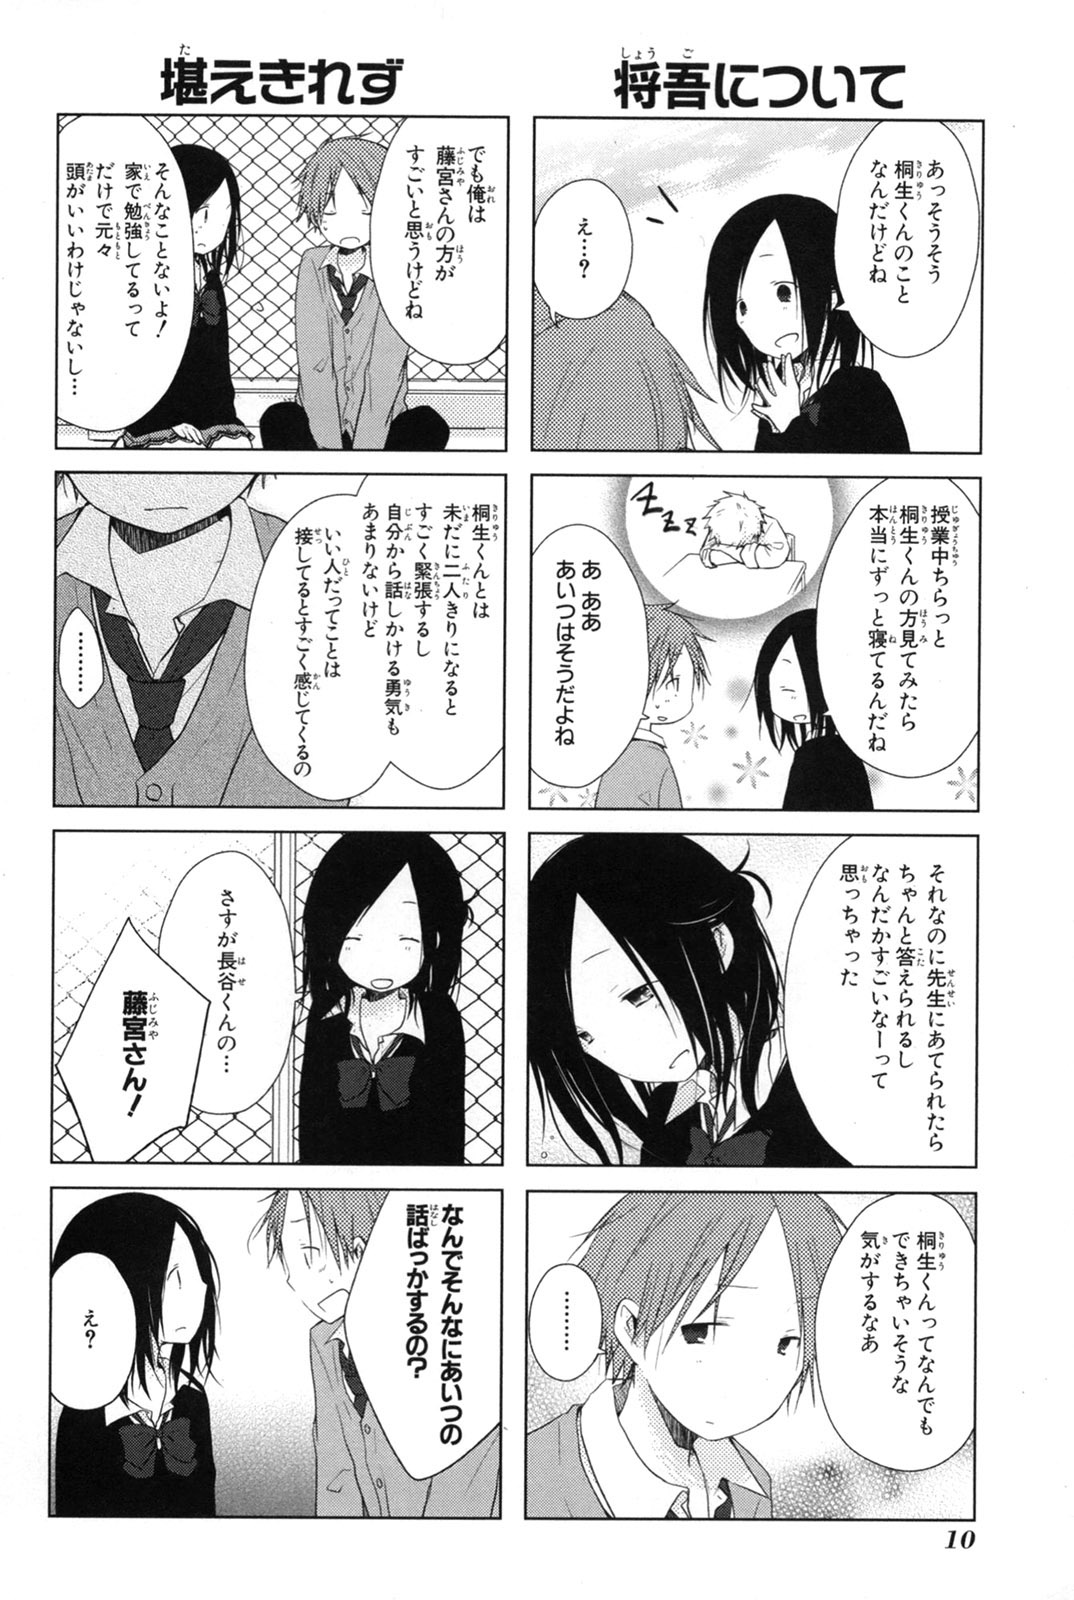 将吾について
あっそうそう
桐生くんのこと
なんだけどね
え…?
授業中ちらっと
桐生くんの方見てみたら
本当にずっと寝てるんだね
ZZZZ
あ ああ
あいつはそうだよね
それなのに先生にあてられたら
ちゃんと答えられるし
なんだかすごいなーって
思っちゃった
桐生くんってなんでも
できちゃいそうな
気がするなあ
………
堪えきれず
でも俺は
藤宮さんの方が
すごいと思うけどね
そんなことないよ!
家で勉強してるって
だけで元々
頭がいいわけじゃないし…
桐生くんとは
未だに二人きりになると
すごく緊張するし
自分から話しかける勇気も
あまりないけど
いい人だってことは
接してるとすごく感じてくるの
………
さすが長谷くんの…
藤宮さん!
なんでそんなにあいつの
話ばっかするの?
え?
10